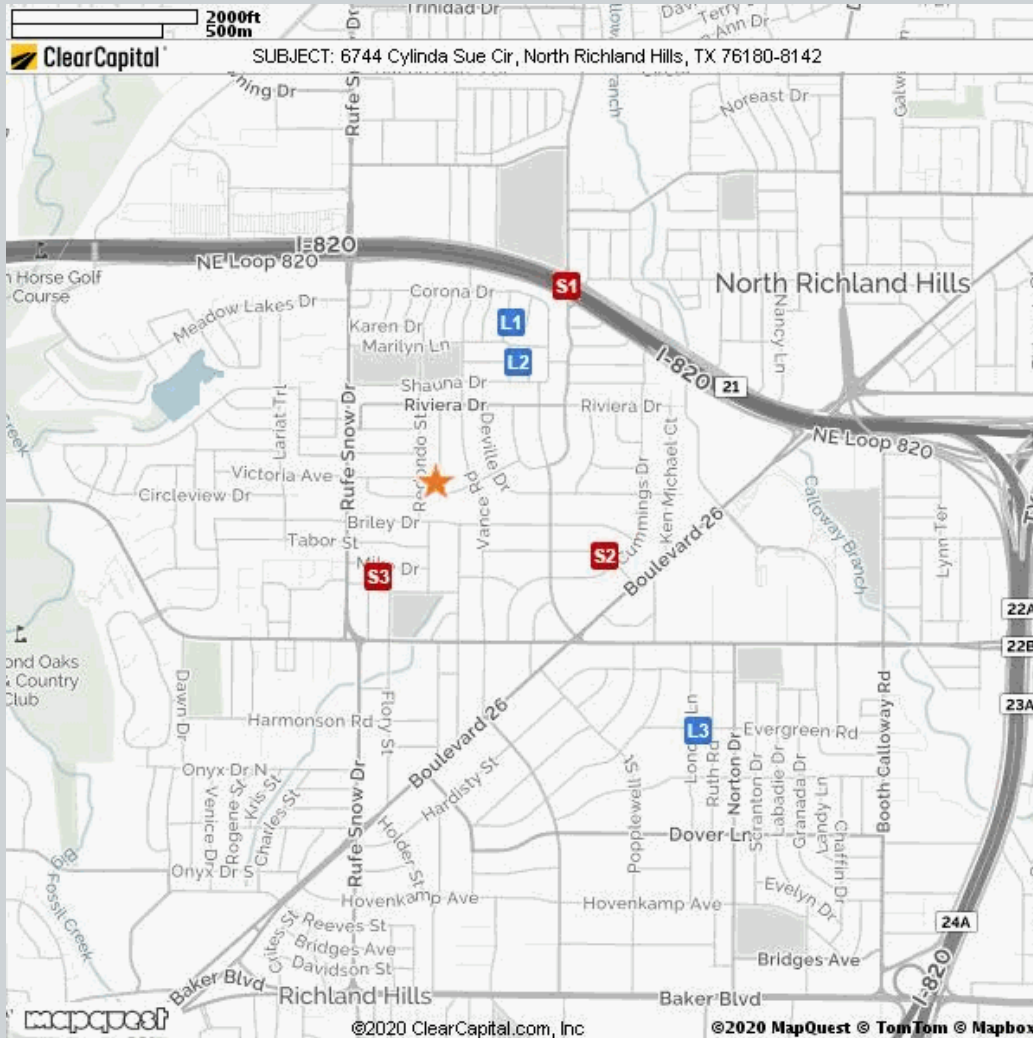 2000ft
500m
Trinidad Dr
Terry
Ann Dr
ClearCapital
SUBJECT: 6744 Cylinda Sue Cir, North Richland Hills, TX 76180-8142
Noreast Dr
Rufe Sn
I-820
NE Loop 820
Horse Golf
Course
Meadow Lakes Dr
Corona Dr
S1
North Richland Hills
L1
Karen Dr
Marilyn Ln
L2
Nancy Ln
I-820
21
Shauna Dr
Riviera Dr
Riviera Dr
NE Loop 820
Creek
Lariat Trl
Rufe Snow Dr
Deville Dr
Ken Michael Ct
Victoria Ave
Circleview Dr
Vance Rd
Cummings Dr
Boulevard 26
Calloway Branch
Lynn Ter
Briley Dr
Tabor St
S2
S3
22A
22B
ond Oaks
& Country
Club
23A
Dawn Dr
Flory St
Harmonson Rd
Boulevard 26
L3
Ruth Rd
Norton Dr
Evergreen Rd
Booth Calloway Rd
Onyx Dr N
Venice Dr
Rogene St
Kris St
Charles St
Rufe Snow Dr
Hardisty St
Popplewell St
Scranton Dr
Labadie Dr
Granada Dr
Landy Ln
Chaffin Dr
Dover Ln
Holder St
Onyx Dr S
Big
Fossil Creek
Hovenkamp Ave
Hovenkamp Ave
Evelyn Dr
Crites St
Reeves St
Bridges Ave
Davidson St
24A
Bridges Ave
I-820
Baker Blvd
Richland Hills
Baker Blvd
mapquest
©2020 ClearCapital.com, Inc
©2020 MapQuest © TomTom © Mapbox